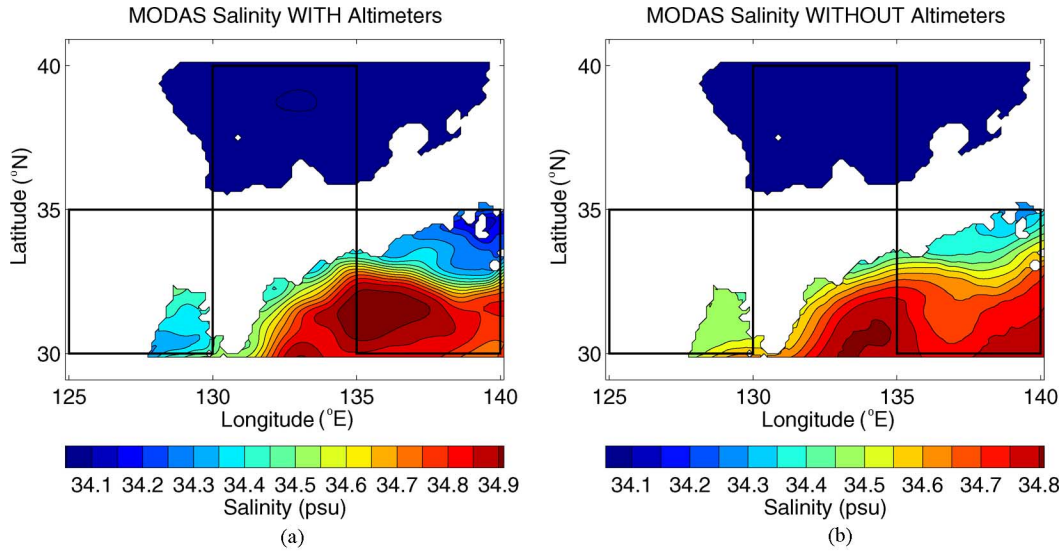 MODAS Salinity WITH Altimeters
40
35
30
Latitude (°N)
125 130 135 140
Longitude (°E)
34.1 34.2 34.3 34.4 34.5 34.6 34.7 34.8 34.9
Salinity (psu)
(a)
MODAS Salinity WITHOUT Altimeters
40
35
30
Latitude (°N)
125 130 135 140
Longitude (°E)
34.1 34.2 34.3 34.4 34.5 34.6 34.7 34.8
Salinity (psu)
(b)